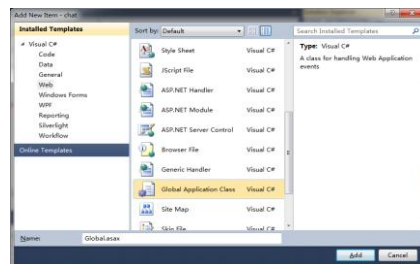 Add New Item - chat
Installed Templates
Visual C#
Code
Data
General
Web
Windows Forms
WPF
Reporting
Silverlight
Workflow
Online Templates
Sort by: Default
Style Sheet Visual C#
JScript File Visual C#
ASP.NET Handler Visual C#
ASP.NET Module Visual C#
ASP.NET Server Control Visual C#
Browser File Visual C#
Generic Handler Visual C#
Global Application Class Visual C#
Site Map Visual C#
Skin File Visual C#
Search Installed Templates
Type: Visual C#
A class for handling Web Application
events
Name: Global.asax
Add Cancel